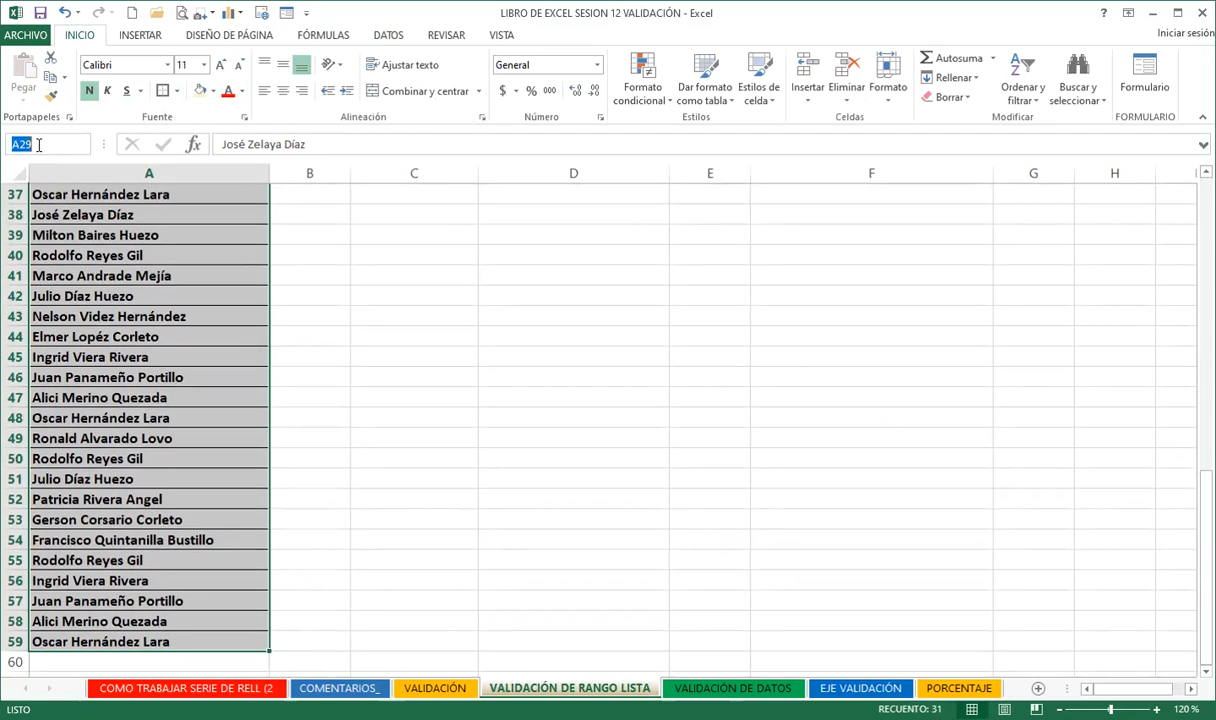 LIBRO DE EXCEL SESION 12 VALIDACIÓN - Excel
ARCHIVO INICIO INSERTAR DISEÑO DE PÁGINA FÓRMULAS DATOS REVISAR VISTA Iniciar sesión
Pegar
Portapapeles
Calibri 11
N K S
Fuente
Ajustar texto
Combinar y centrar
Alineación
General
$ % 000
Número
Formato condicional
Dar formato como tabla
Estilos de celda
Estilos
Insertar Eliminar Formato
Celdas
Autosuma
Rellenar
Borrar
Ordenar y filtrar
Buscar y seleccionar
Modificar
Formulario
FORMULARIO
A29 fx José Zelaya Díaz
A B C D E F G H
37 Oscar Hernández Lara
38 José Zelaya Díaz
39 Milton Baires Huezo
40 Rodolfo Reyes Gil
41 Marco Andrade Mejía
42 Julio Díaz Huezo
43 Nelson Videz Hernández
44 Elmer Lopéz Corleto
45 Ingrid Viera Rivera
46 Juan Panameño Portillo
47 Alici Merino Quezada
48 Oscar Hernández Lara
49 Ronald Alvarado Lovo
50 Rodolfo Reyes Gil
51 Julio Díaz Huezo
52 Patricia Rivera Angel
53 Gerson Corsario Corleto
54 Francisco Quintanilla Bustillo
55 Rodolfo Reyes Gil
56 Ingrid Viera Rivera
57 Juan Panameño Portillo
58 Alici Merino Quezada
59 Oscar Hernández Lara
60
COMO TRABAJAR SERIE DE RELL (2 COMENTARIOS_ VALIDACIÓN VALIDACIÓN DE RANGO LISTA VALIDACIÓN DE DATOS EJE VALIDACIÓN PORCENTAJE
LISTO RECUENTO: 31 120 %